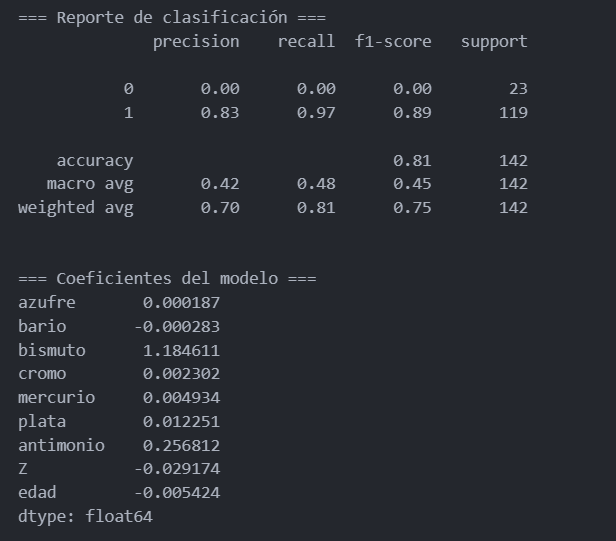 === Reporte de clasificación ===
              precision    recall  f1-score   support

           0       0.00      0.00      0.00        23
           1       0.83      0.97      0.89       119

    accuracy                           0.81       142
   macro avg       0.42      0.48      0.45       142
weighted avg       0.70      0.81      0.75       142


=== Coeficientes del modelo ===
azufre       0.000187
bario       -0.000283
bismuto      1.184611
cromo        0.002302
mercurio     0.004934
plata        0.012251
antimonio    0.256812
Z           -0.029174
edad        -0.005424
dtype: float64